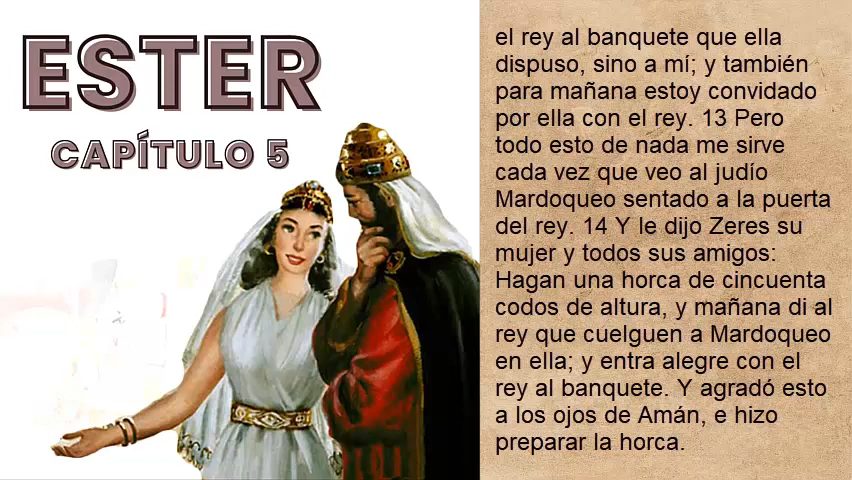 ESTER
CAPÍTULO 5
el rey al banquete que ella
dispuso, sino a mí; y también
para mañana estoy convidado
por ella con el rey. 13 Pero
todo esto de nada me sirve
cada vez que veo al judío
Mardoqueo sentado a la puerta
del rey. 14 Y le dijo Zeres su
mujer y todos sus amigos:
Hagan una horca de cincuenta
codos de altura, y mañana di al
rey que cuelguen a Mardoqueo
en ella; y entra alegre con el
rey al banquete. Y agradó esto
a los ojos de Amán, e hizo
preparar la horca.